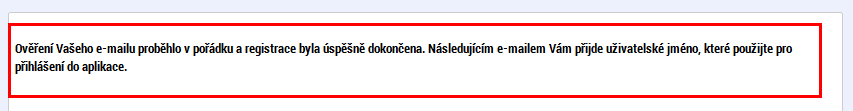 Ověření Vašeho e-mailu proběhlo v pořádku a registrace byla úspěšně dokončena. Následujícím e-mailem Vám přijde uživatelské jméno, které použijte pro
přihlášení do aplikace.